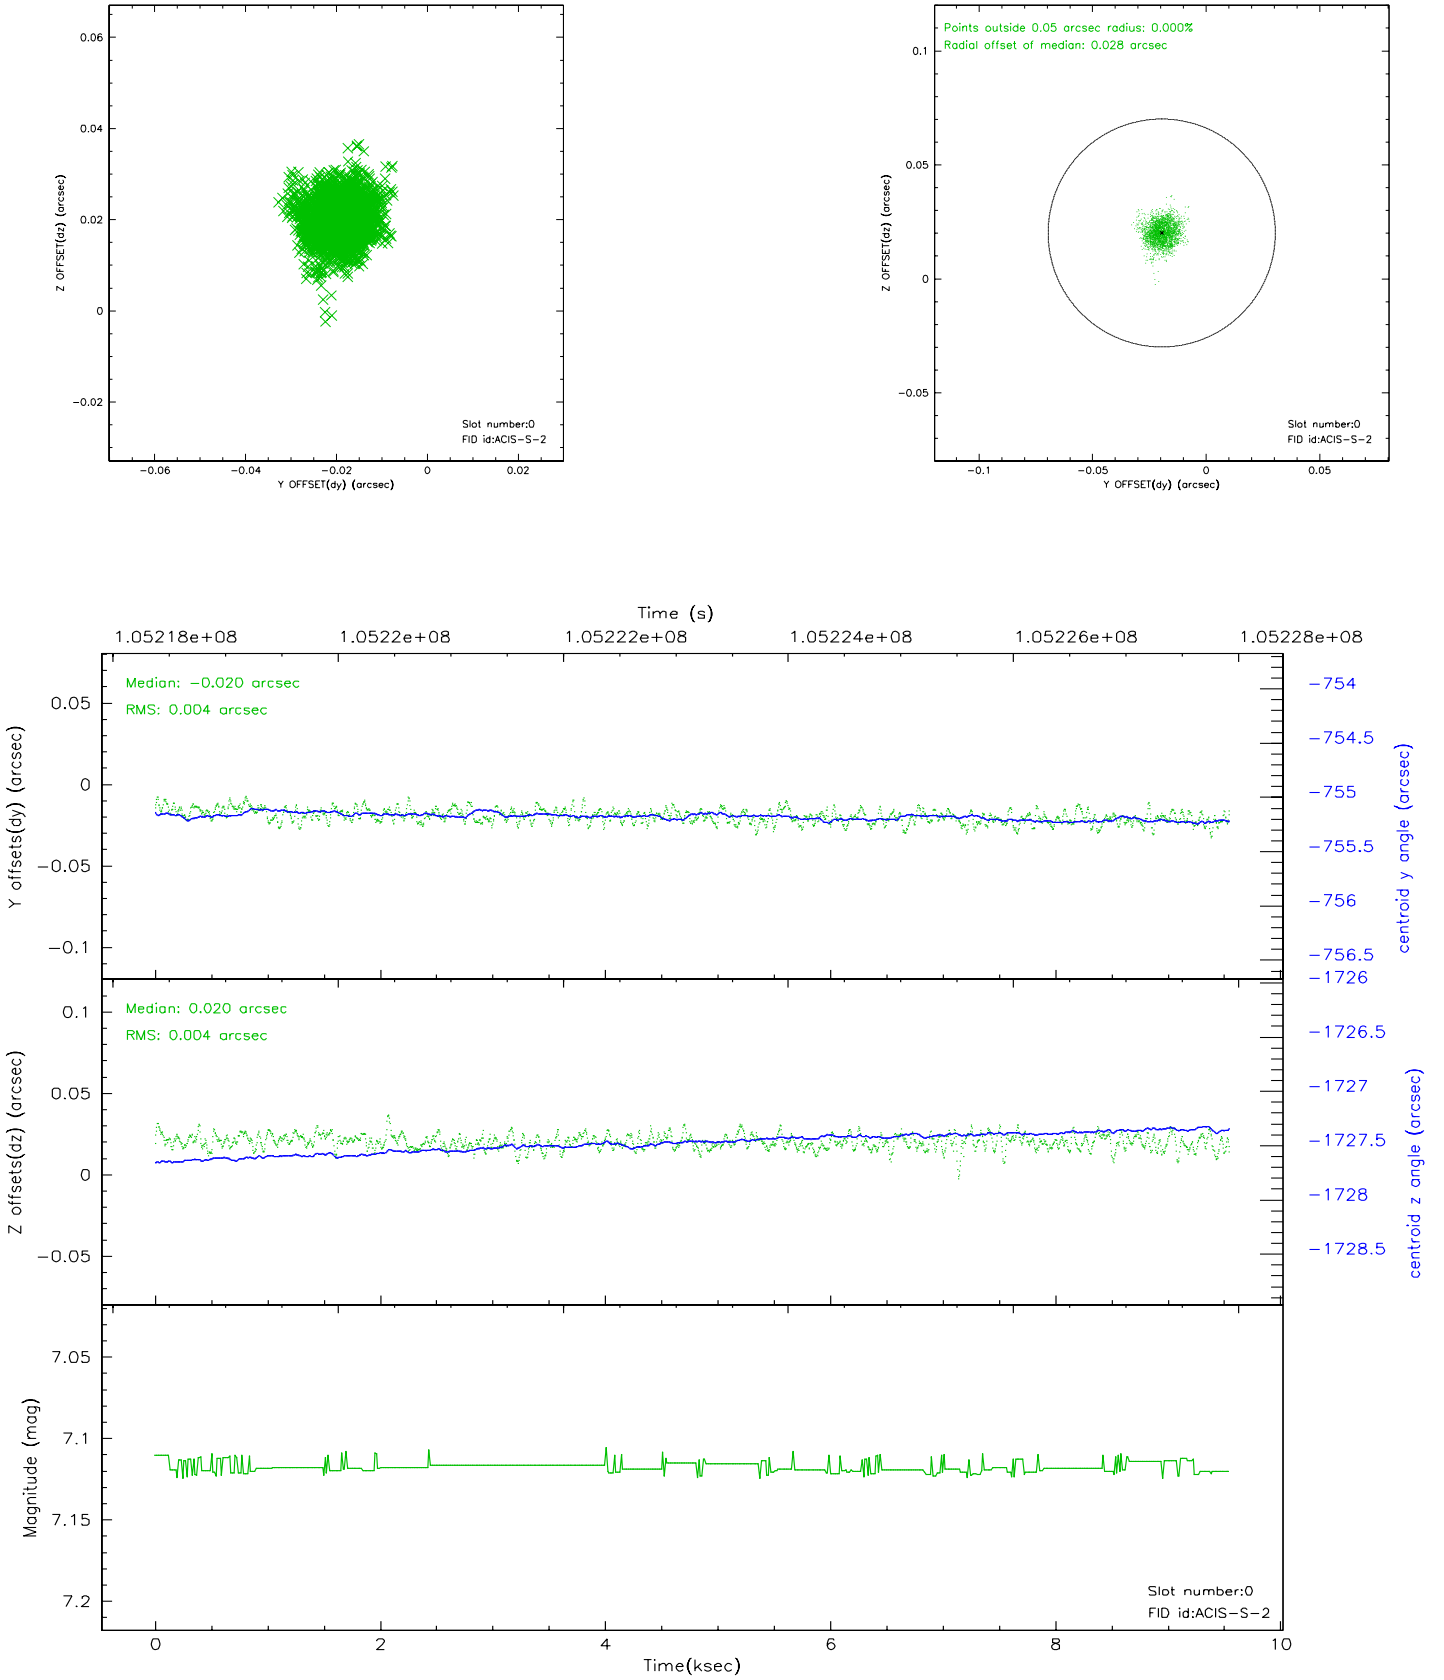 0.06
0.04
0.02
0
−0.02
Z OFFSET(dz) (arcsec)
Slot number:0
FID id:ACIS−S−2
−0.06 −0.04 −0.02 0 0.02
Y OFFSET(dy) (arcsec)
Points outside 0.05 arcsec radius: 0.000%
Radial offset of median: 0.028 arcsec
0.1
0.05
0
−0.05
Z OFFSET(dz) (arcsec)
Slot number:0
FID id:ACIS−S−2
−0.1 −0.05 0 0.05
Y OFFSET(dy) (arcsec)
Time (s)
1.05218e+08 1.0522e+08 1.05222e+08 1.05224e+08 1.05226e+08 1.05228e+08
Median: −0.020 arcsec
RMS: 0.004 arcsec
0.05
0
−0.05
−0.1
Y offsets(dy) (arcsec)
−754
−754.5
−755
−755.5
−756
−756.5
centroid y angle (arcsec)
Median: 0.020 arcsec
RMS: 0.004 arcsec
0.1
0.05
0
−0.05
Z offsets(dz) (arcsec)
−1726
−1726.5
−1727
−1727.5
−1728
−1728.5
centroid z angle (arcsec)
7.05
7.1
7.15
7.2
Magnitude (mag)
Slot number:0
FID id:ACIS−S−2
0 2 4 6 8 10
Time(ksec)